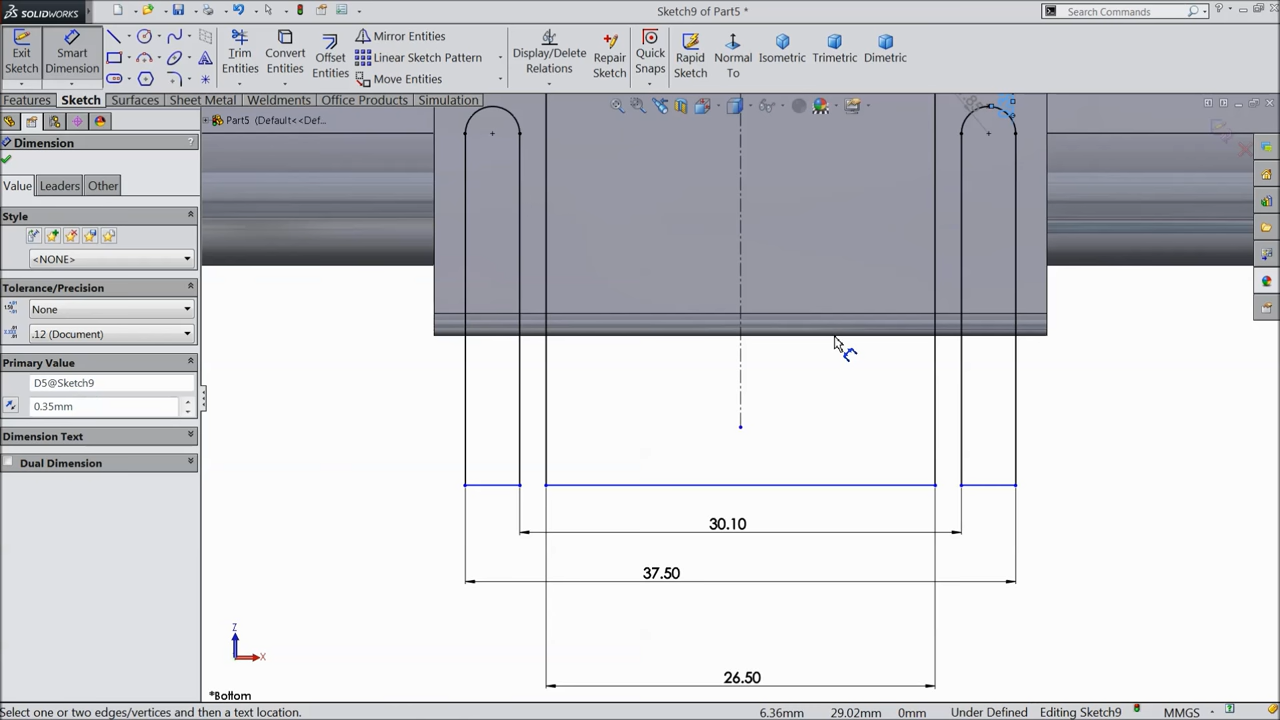 SOLIDWORKS
Sketch9 of Part5 *
Search Commands
Exit Sketch
Smart Dimension
Trim Entities
Convert Entities
Offset Entities
Mirror Entities
Linear Sketch Pattern
Move Entities
Display/Delete Relations
Repair Sketch
Quick Snaps
Rapid Sketch
Normal To
Isometric
Trimetric
Dimetric
Features
Sketch
Surfaces
Sheet Metal
Weldments
Office Products
Simulation
Part5 (Default<<Def...
Dimension
?
Value
Leaders
Other
Style
<NONE>
Tolerance/Precision
None
.12 (Document)
Primary Value
D5@Sketch9
0.35mm
Dimension Text
Dual Dimension
30.10
37.50
26.50
Z
X
*Bottom
Select one or two edges/vertices and then a text location.
6.36mm
29.02mm
0mm
Under Defined
Editing Sketch9
MMGS